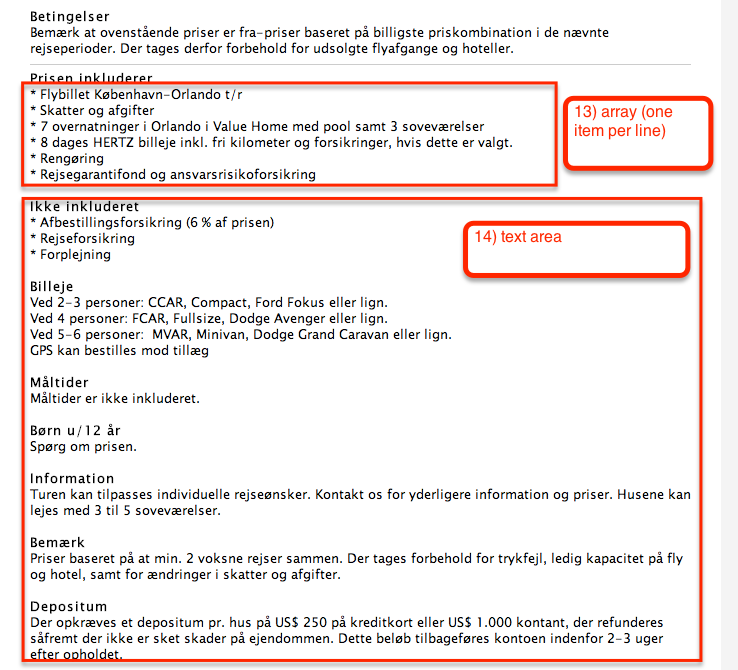 Betingelser
Bemærk at ovenstående priser er fra-priser baseret på billigste priskombination i de nævnte
rejseperioder. Der tages derfor forbehold for udsolgte flyafgange og hoteller.
Prisen inkluderer
* Flybillet København-Orlando t/r
* Skatter og afgifter
* 7 overnatninger i Orlando i Value Home med pool samt 3 soveværelser
* 8 dages HERTZ billeje inkl. fri kilometer og forsikringer, hvis dette er valgt.
* Rengøring
* Rejsegarantifond og ansvarsrisikoforsikring
13) array (one
item per line)
Ikke inkluderet
* Afbestillingsforsikring (6 % af prisen)
* Rejseforsikring
* Forplejning
14) text area
Billeje
Ved 2-3 personer: CCAR, Compact, Ford Fokus eller lign.
Ved 4 personer: FCAR, Fullsize, Dodge Avenger eller lign.
Ved 5-6 personer:  MVAR, Minivan, Dodge Grand Caravan eller lign.
GPS kan bestilles mod tillæg
Måltider
Måltider er ikke inkluderet.
Børn u/12 år
Spørg om prisen.
Information
Turen kan tilpasses individuelle rejseønsker. Kontakt os for yderligere information og priser. Husene kan
lejes med 3 til 5 soveværelser.
Bemærk
Priser baseret på at min. 2 voksne rejser sammen. Der tages forbehold for trykfejl, ledig kapacitet på fly
og hotel, samt for ændringer i skatter og afgifter.
Depositum
Der opkræves et depositum pr. hus på US$ 250 på kreditkort eller US$ 1.000 kontant, der refunderes
såfremt der ikke er sket skader på ejendommen. Dette beløb tilbageføres kontoen indenfor 2-3 uger
efter opholdet.